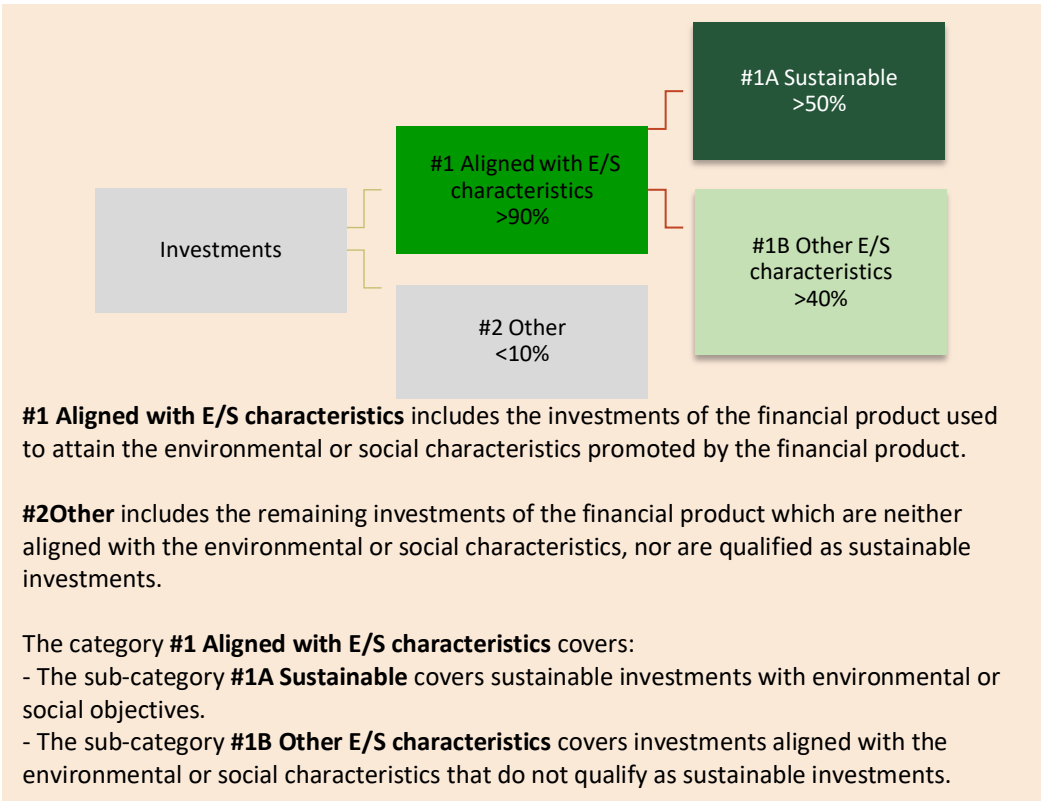 #1A Sustainable
>50%
#1 Aligned with E/S
characteristics
>90%
Investments
#1B Other E/S
characteristics
>40%
#2 Other
<10%
#1 Aligned with E/S characteristics includes the investments of the financial product used
to attain the environmental or social characteristics promoted by the financial product.
#2Other includes the remaining investments of the financial product which are neither
aligned with the environmental or social characteristics, nor are qualified as sustainable
investments.
The category #1 Aligned with E/S characteristics covers:
- The sub-category #1A Sustainable covers sustainable investments with environmental or
social objectives.
- The sub-category #1B Other E/S characteristics covers investments aligned with the
environmental or social characteristics that do not qualify as sustainable investments.